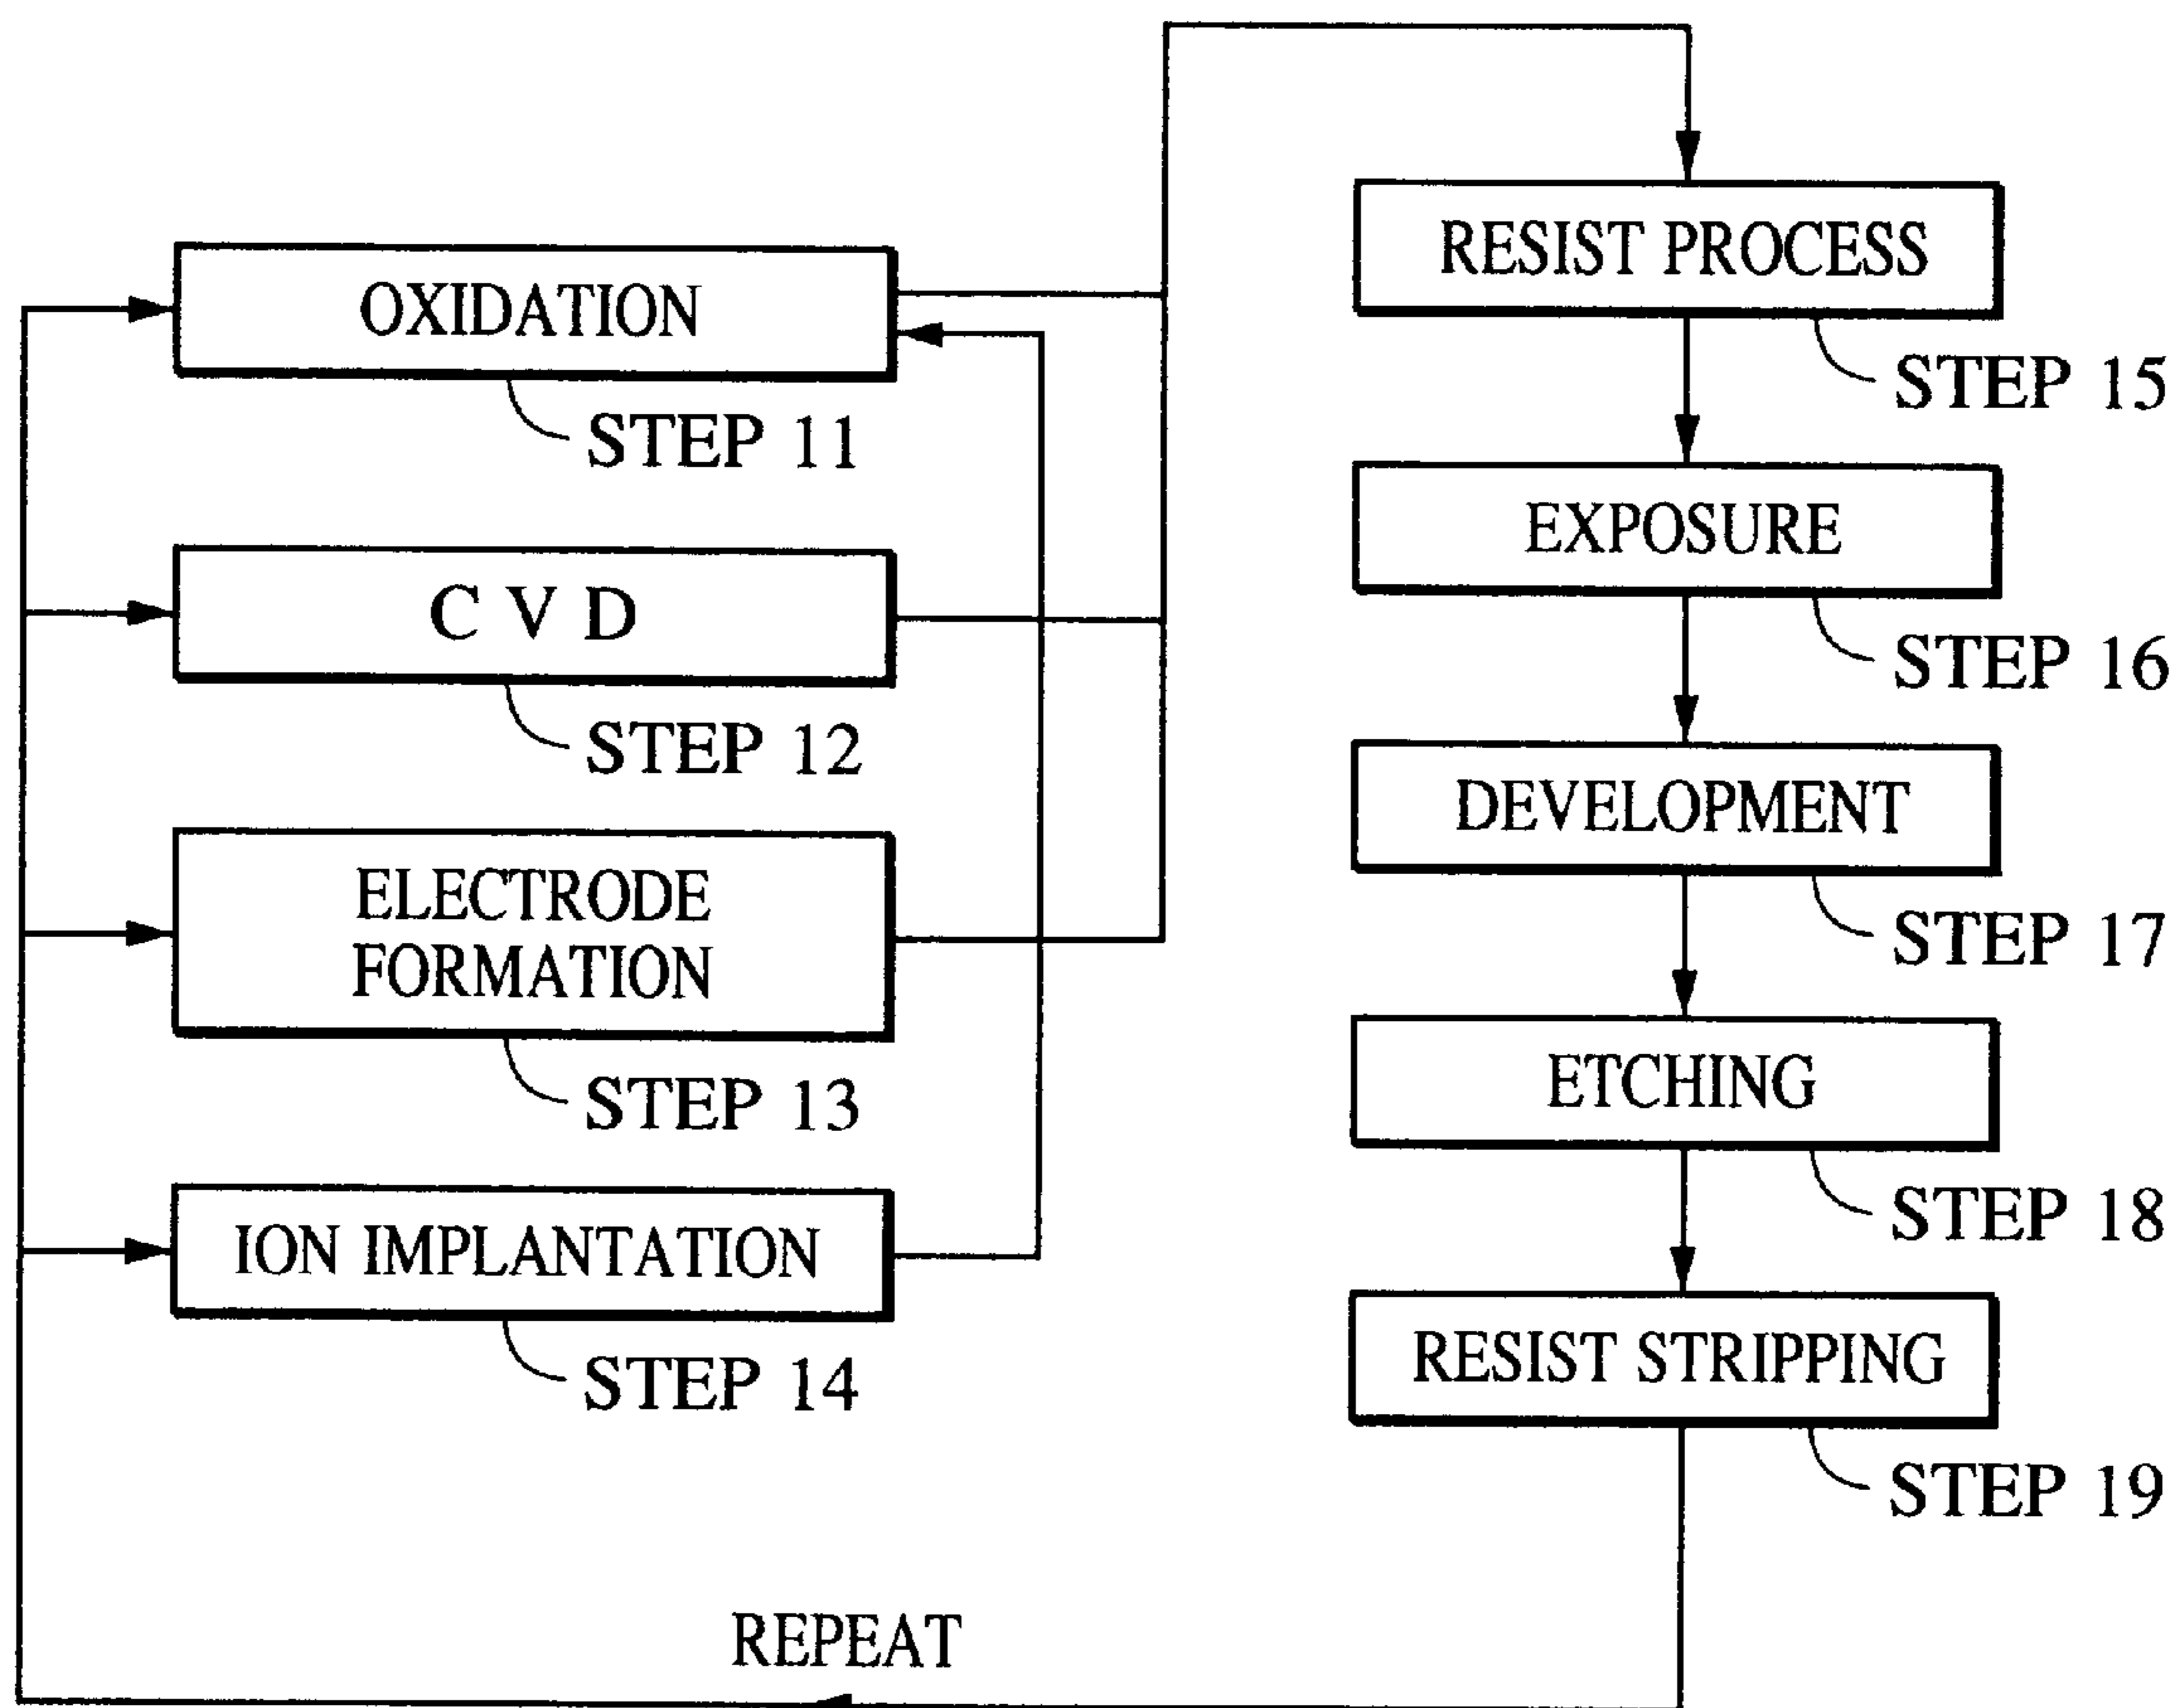 OXIDATION
STEP 11
C V D
STEP 12
ELECTRODE
FORMATION
STEP 13
ION IMPLANTATION
STEP 14
RESIST PROCESS
STEP 15
EXPOSURE
STEP 16
DEVELOPMENT
STEP 17
ETCHING
STEP 18
RESIST STRIPPING
STEP 19
REPEAT